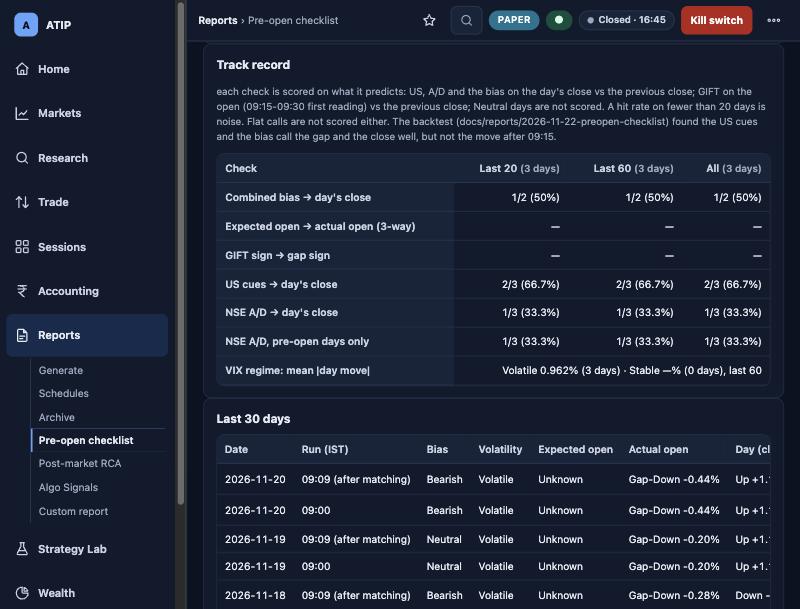 A ATIP
Home
Markets
Research
Trade
Sessions
Accounting
Reports
Generate
Schedules
Archive
Pre-open checklist
Post-market RCA
Algo Signals
Custom report
Strategy Lab
Wealth
Reports › Pre-open checklist
PAPER
Closed · 16:45
Kill switch
Track record
each check is scored on what it predicts: US, A/D and the bias on the day's close vs the previous close; GIFT on the
open (09:15-09:30 first reading) vs the previous close; Neutral days are not scored. A hit rate on fewer than 20 days is
noise. Flat calls are not scored either. The backtest (docs/reports/2026-11-22-preopen-checklist) found the US cues
and the bias call the gap and the close well, but not the move after 09:15.
Check Last 20 (3 days) Last 60 (3 days) All (3 days)
Combined bias → day's close 1/2 (50%) 1/2 (50%) 1/2 (50%)
Expected open → actual open (3-way) — — —
GIFT sign → gap sign — — —
US cues → day's close 2/3 (66.7%) 2/3 (66.7%) 2/3 (66.7%)
NSE A/D → day's close 1/3 (33.3%) 1/3 (33.3%) 1/3 (33.3%)
NSE A/D, pre-open days only 1/3 (33.3%) 1/3 (33.3%) 1/3 (33.3%)
VIX regime: mean |day move| Volatile 0.962% (3 days) · Stable —% (0 days), last 60
Last 30 days
Date Run (IST) Bias Volatility Expected open Actual open Day (cl
2026-11-20 09:09 (after matching) Bearish Volatile Unknown Gap-Down -0.44% Up +1.
2026-11-20 09:00 Bearish Volatile Unknown Gap-Down -0.44% Up +1.
2026-11-19 09:09 (after matching) Neutral Volatile Unknown Gap-Down -0.20% Up +1.
2026-11-19 09:00 Neutral Volatile Unknown Gap-Down -0.20% Up +1.
2026-11-18 09:09 (after matching) Bearish Volatile Unknown Gap-Down -0.28% Down -